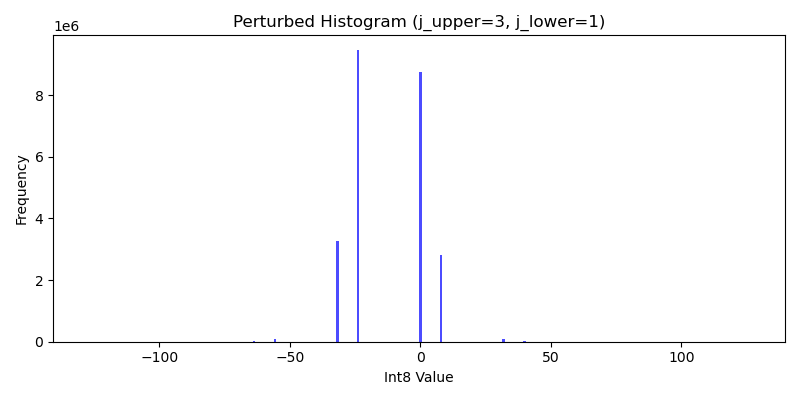 Perturbed Histogram (j_upper=3, j_lower=1)
1e6
8
6
4
2
0
Frequency
−100 −50 0 50 100
Int8 Value